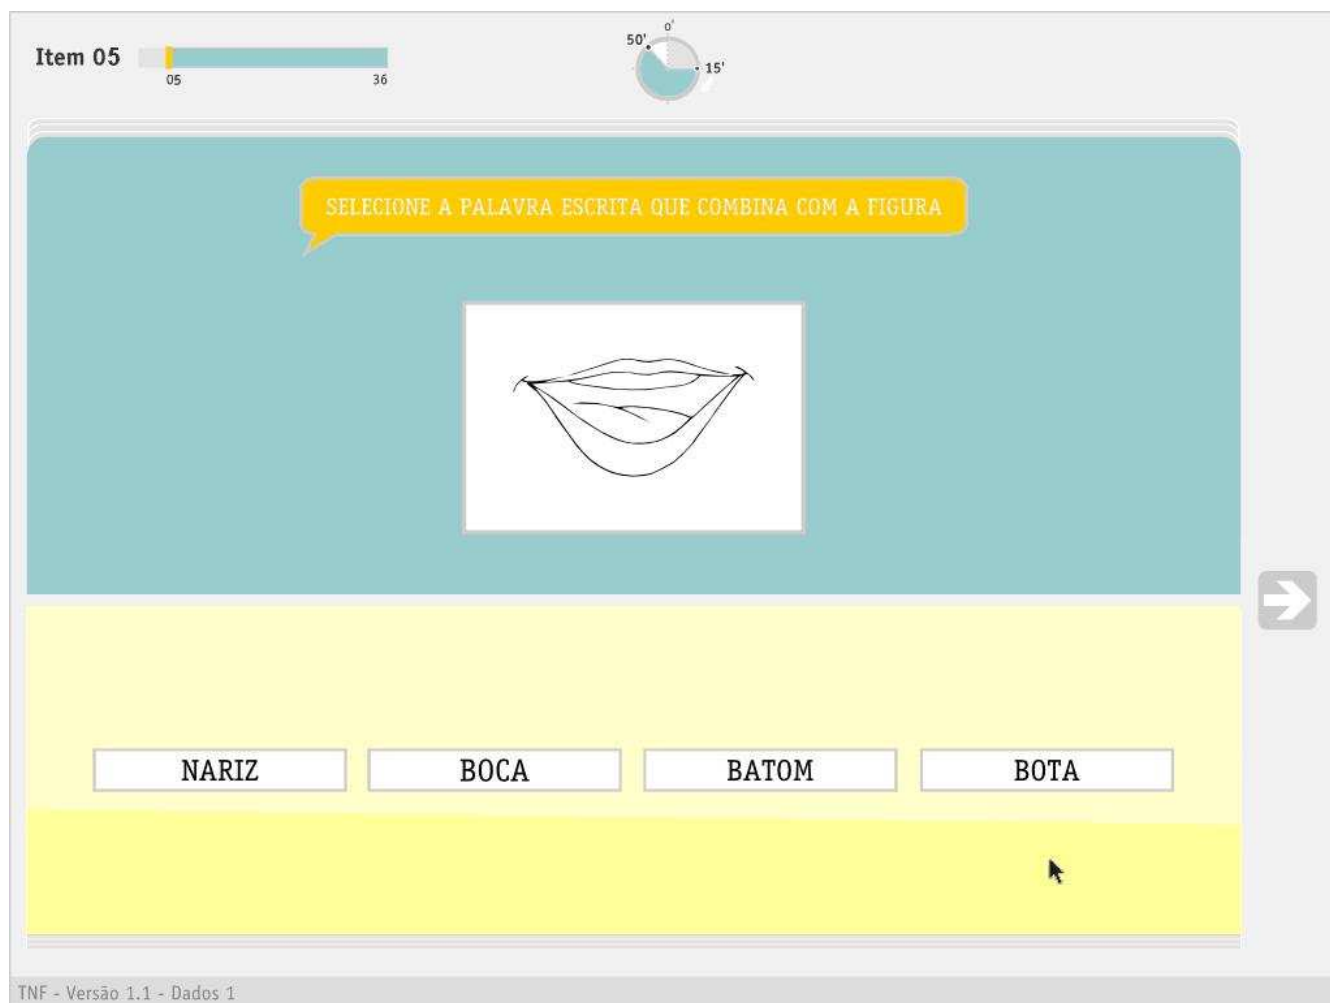 Item 05
05
36
0'
50'
15'
SELECIONE A PALAVRA ESCRITA QUE COMBINA COM A FIGURA
NARIZ
BOCA
BATOM
BOTA
TNF - Versão 1.1 - Dados 1